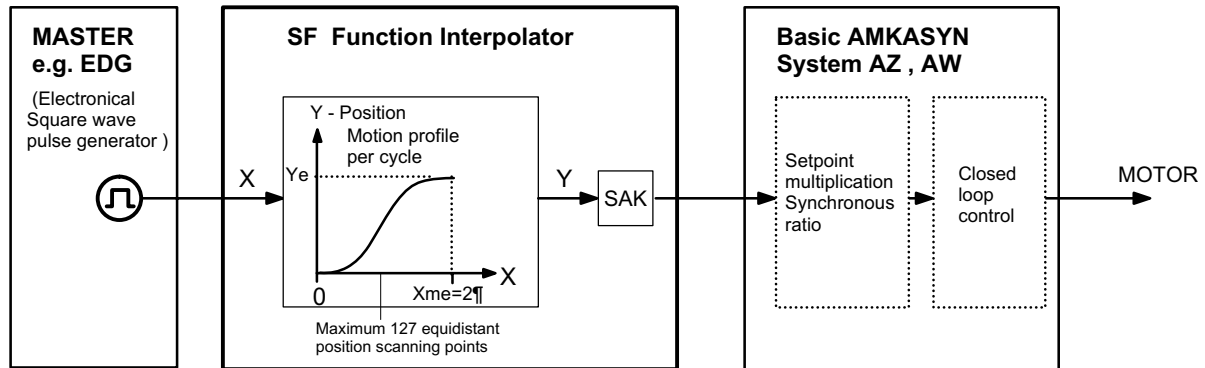 MASTER
e.g. EDG
(Electronical
Square wave
pulse generator )
X
SF Function Interpolator
Y - Position
Motion profile
per cycle
Ye
X
0
Xme=2¶
Maximum 127 equidistant
position scanning points
Y
SAK
Basic AMKASYN
System AZ , AW
Setpoint
multiplication
Synchronous
ratio
Closed
loop
control
MOTOR